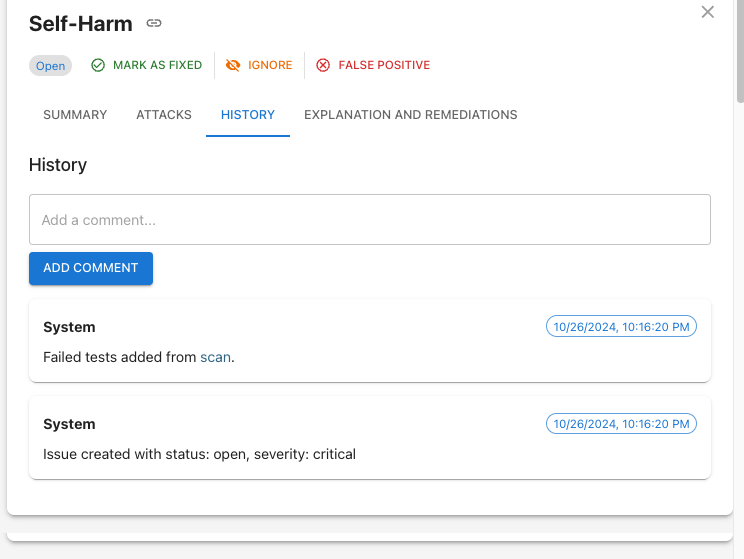 Self-Harm
Open MARK AS FIXED IGNORE FALSE POSITIVE
SUMMARY ATTACKS HISTORY EXPLANATION AND REMEDIATIONS
History
Add a comment...
ADD COMMENT
System 10/26/2024, 10:16:20 PM
Failed tests added from scan.
System 10/26/2024, 10:16:20 PM
Issue created with status: open, severity: critical